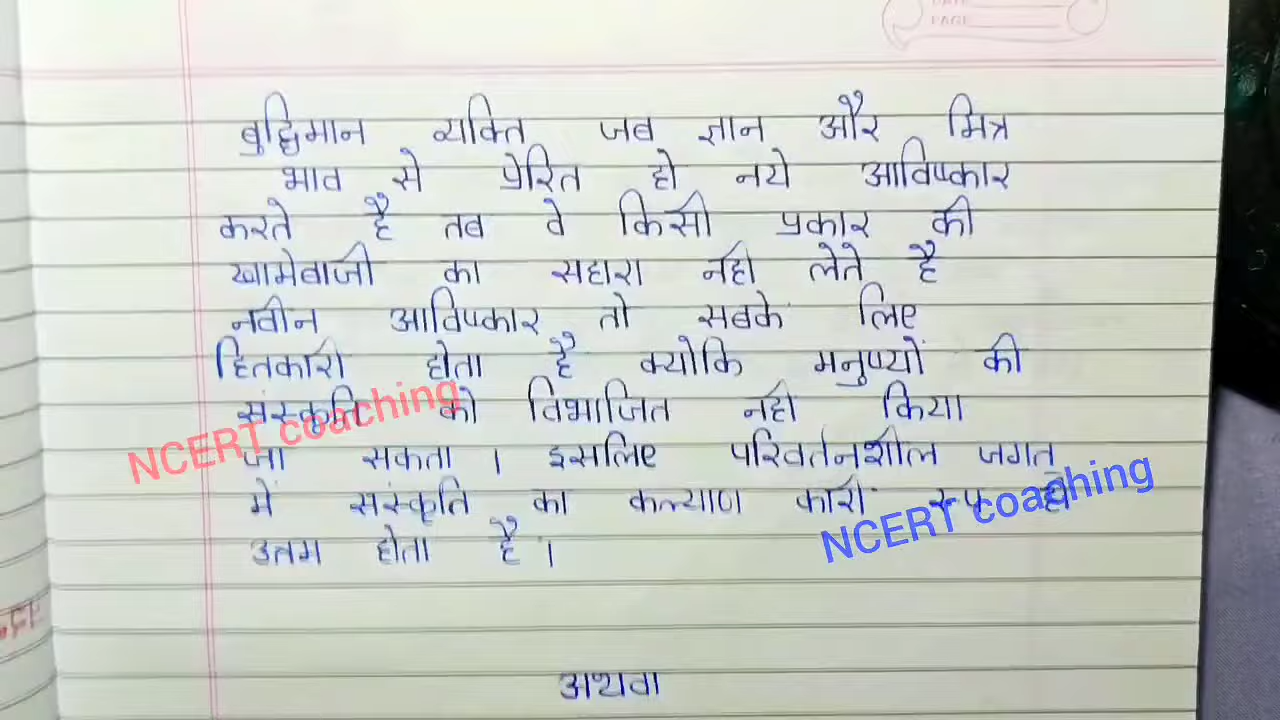 PAGE
बुद्धिमान व्यक्ति जब ज्ञान और मित्र
भाव से प्रेरित हो नये आविष्कार
करते है तब वे किसी प्रकार की
खामेबाजी का सहारा नही लेते है
नवीन आविष्कार तो सबके लिए
हितकारी होता है क्योकि मनुष्यों की
संस्कृति को विभाजित नही किया
जा सकता । इसलिए परिवर्तनशील जगत
में संस्कृति का कल्याण कारी रूप ही
उतम होता है ।
अथवा
NCERT coaching
NCERT coaching